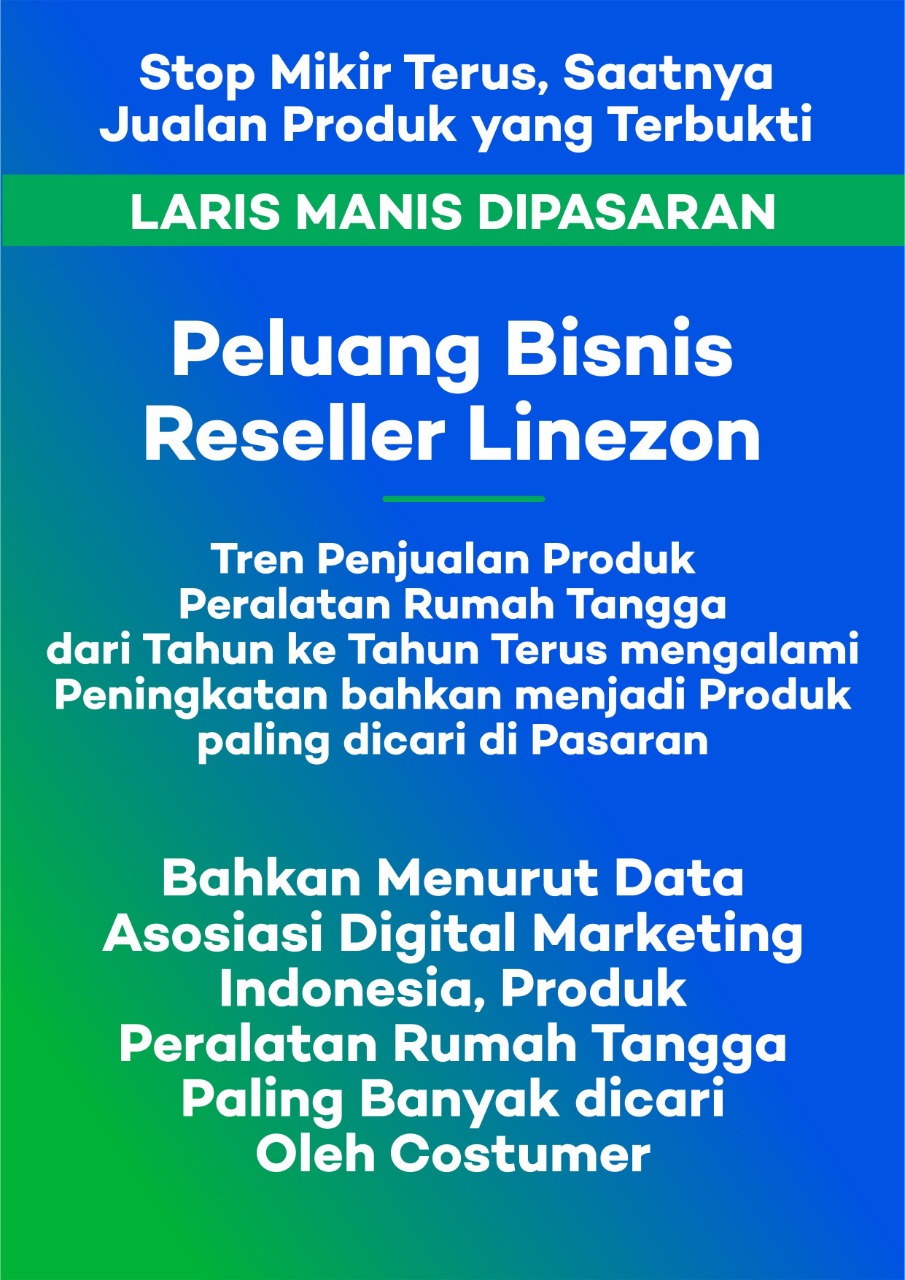 Stop Mikir Terus, Saatnya
Jualan Produk yang Terbukti
LARIS MANIS DIPASARAN
Peluang Bisnis
Reseller Linezon
Tren Penjualan Produk
Peralatan Rumah Tangga
dari Tahun ke Tahun Terus mengalami
Peningkatan bahkan menjadi Produk
paling dicari di Pasaran
Bahkan Menurut Data
Asosiasi Digital Marketing
Indonesia, Produk
Peralatan Rumah Tangga
Paling Banyak dicari
Oleh Costumer